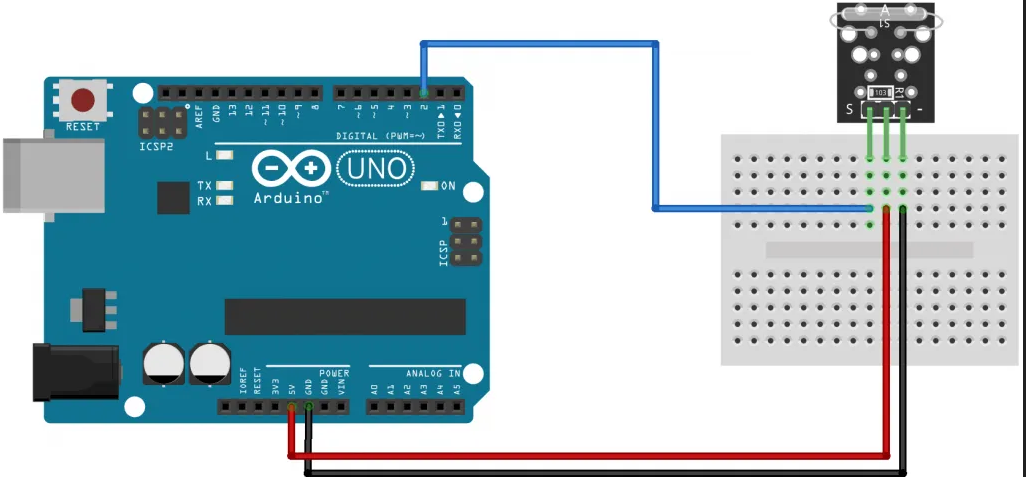 A
S1
103
R1
S
-
RESET
ICSP2
AREF
GND
13
12
~11
~10
~9
8
7
~6
~5
4
~3
2
TX0 ▶ 1
RX0 ◀ 0
DIGITAL (PWM=~)
L
TX
RX
UNO
Arduino™
ON
1
ICSP
POWER
ANALOG IN
IOREF
RESET
3V3
5V
GND
GND
VIN
A0
A1
A2
A3
A4
A5